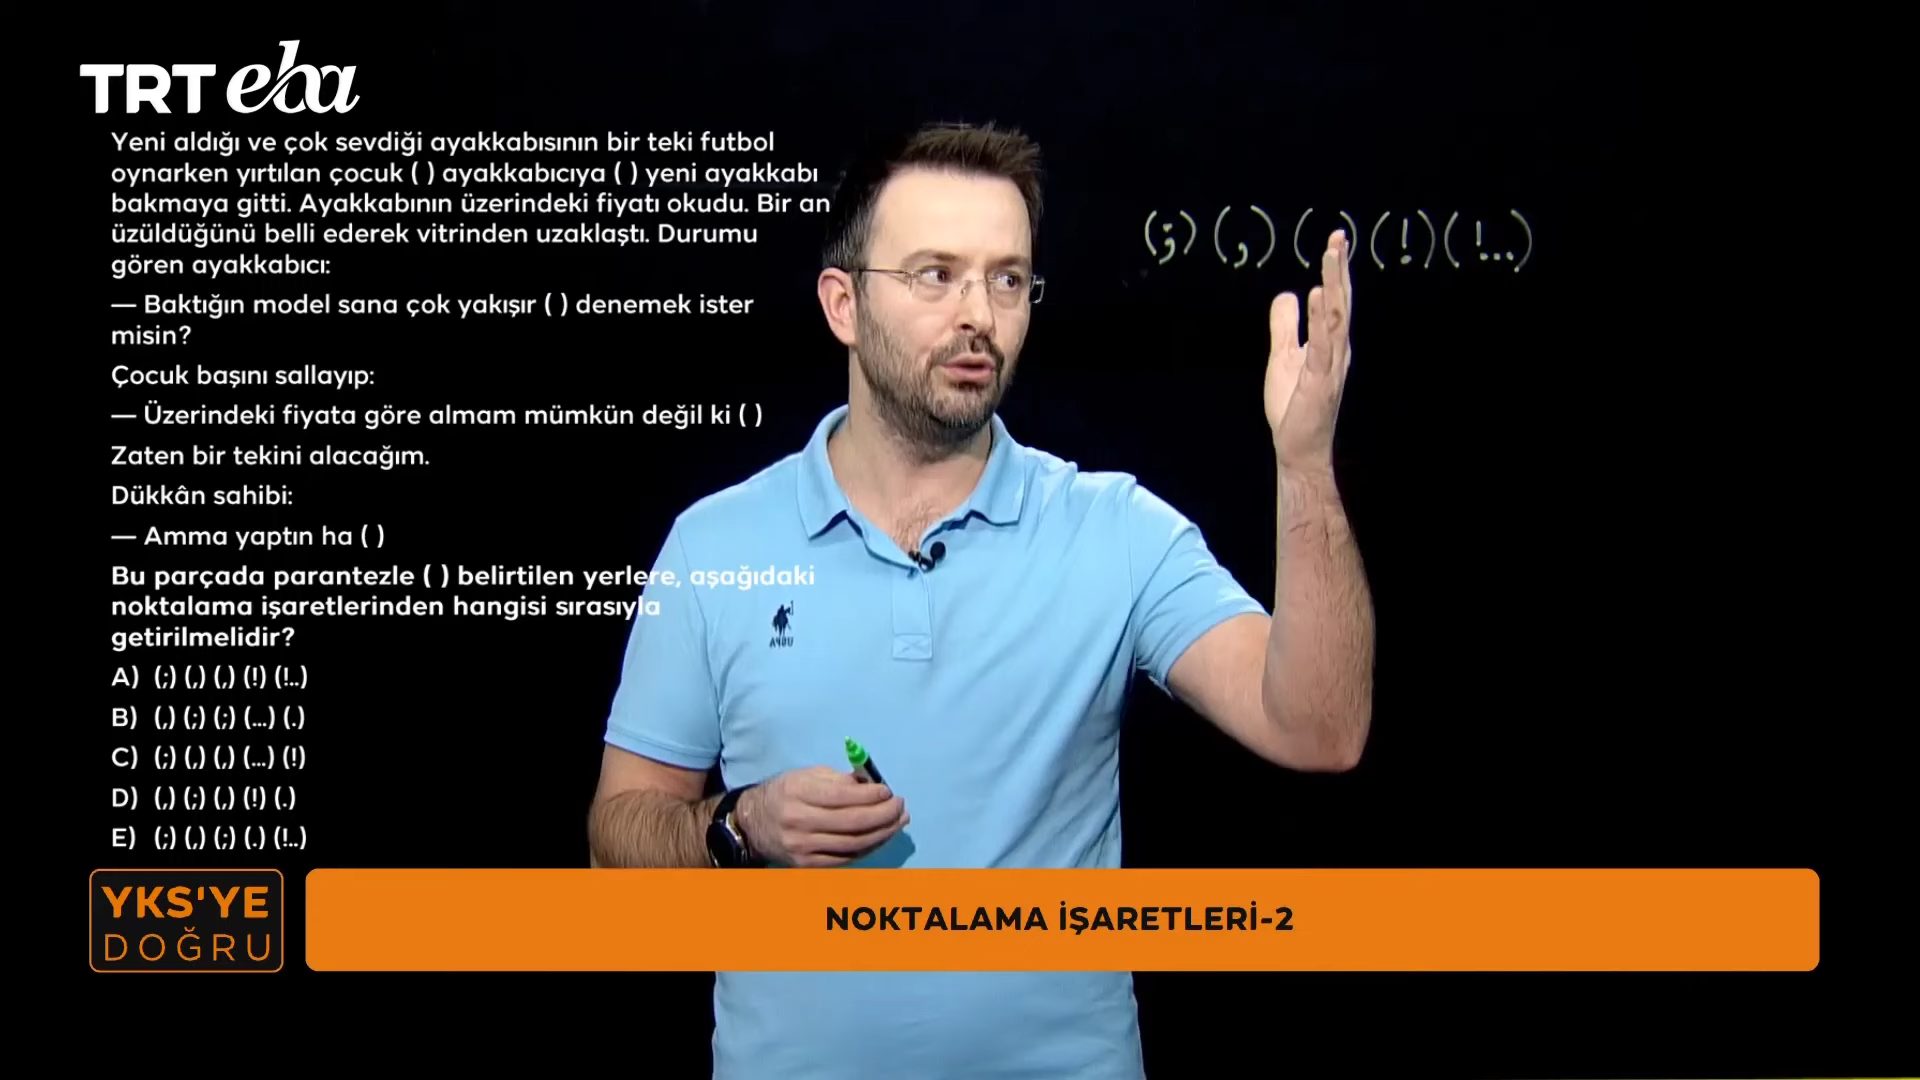 TRT eba
Yeni aldığı ve çok sevdiği ayakkabısının bir teki futbol
oynarken yırtılan çocuk ( ) ayakkabıcıya ( ) yeni ayakkabı
bakmaya gitti. Ayakkabının üzerindeki fiyatı okudu. Bir an
üzüldüğünü belli ederek vitrinden uzaklaştı. Durumu
gören ayakkabıcı:
— Baktığın model sana çok yakışır ( ) denemek ister
misin?
Çocuk başını sallayıp:
— Üzerindeki fiyata göre almam mümkün değil ki ( )
Zaten bir tekini alacağım.
Dükkân sahibi:
— Amma yaptın ha ( )
Bu parçada parantezle ( ) belirtilen yerlere, aşağıdaki
noktalama işaretlerinden hangisi sırasıyla
getirilmelidir?
A) (;) (,) (,) (!) (!..)
B) (,) (;) (;) (...) (.)
C) (;) (,) (,) (...) (!)
D) (,) (;) (,) (!) (.)
E) (;) (,) (;) (.) (!..)
(;) (,) ( ) (!) (!..)
YKS'YE
DOĞRU
NOKTALAMA İŞARETLERİ-2